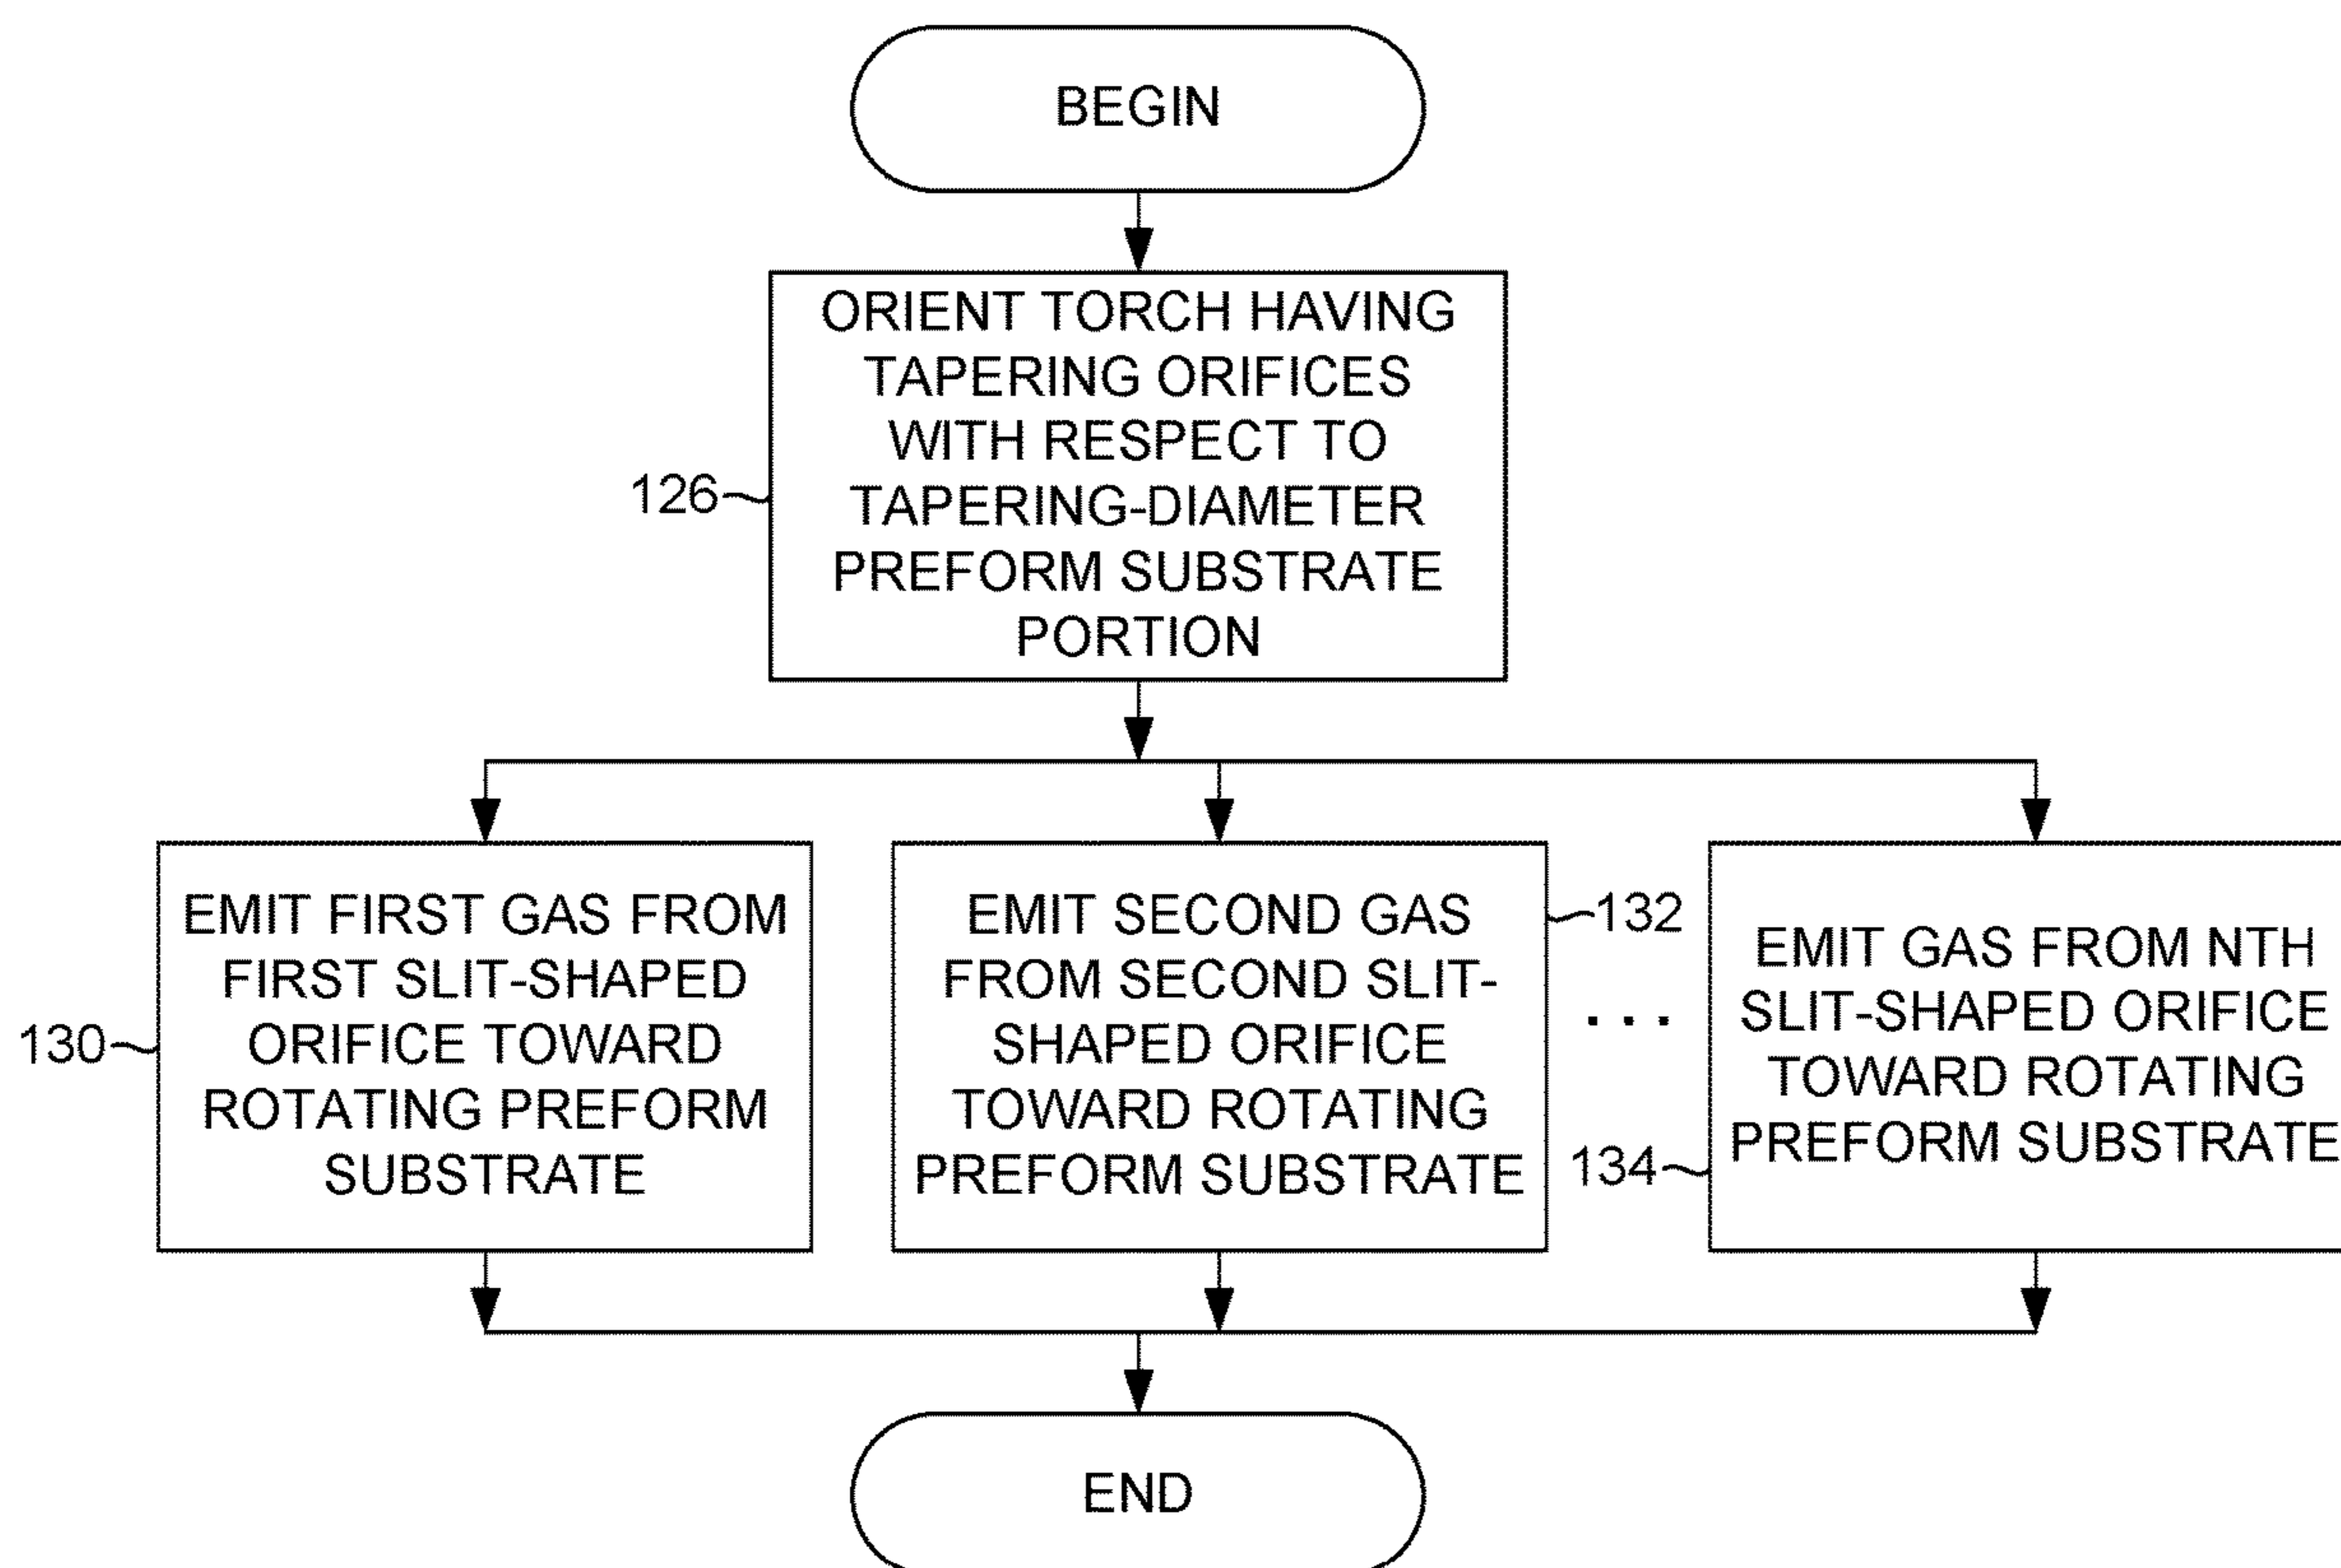 BEGIN
ORIENT TORCH HAVING
TAPERING ORIFICES
WITH RESPECT TO
TAPERING-DIAMETER
PREFORM SUBSTRATE
PORTION
126
EMIT FIRST GAS FROM
FIRST SLIT-SHAPED
ORIFICE TOWARD
ROTATING PREFORM
SUBSTRATE
130
EMIT SECOND GAS
FROM SECOND SLIT-
SHAPED ORIFICE
TOWARD ROTATING
PREFORM SUBSTRATE
132
. . .
EMIT GAS FROM NTH
SLIT-SHAPED ORIFICE
TOWARD ROTATING
PREFORM SUBSTRATE
134
END